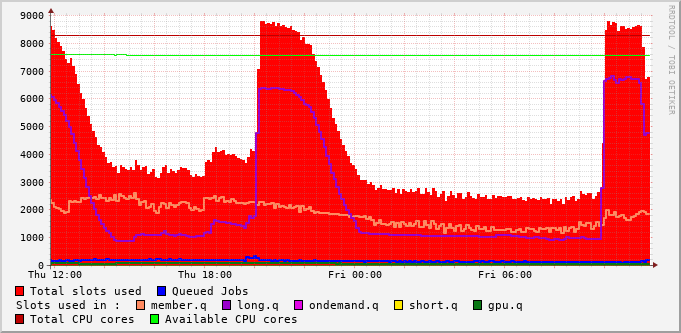 9000
8000
7000
6000
5000
4000
3000
2000
1000
0
Thu 12:00 Thu 18:00 Fri 00:00 Fri 06:00
RRDTOOL / TOBI OETIKER
Total slots used Queued Jobs
Slots used in : member.q long.q ondemand.q short.q gpu.q
Total CPU cores Available CPU cores